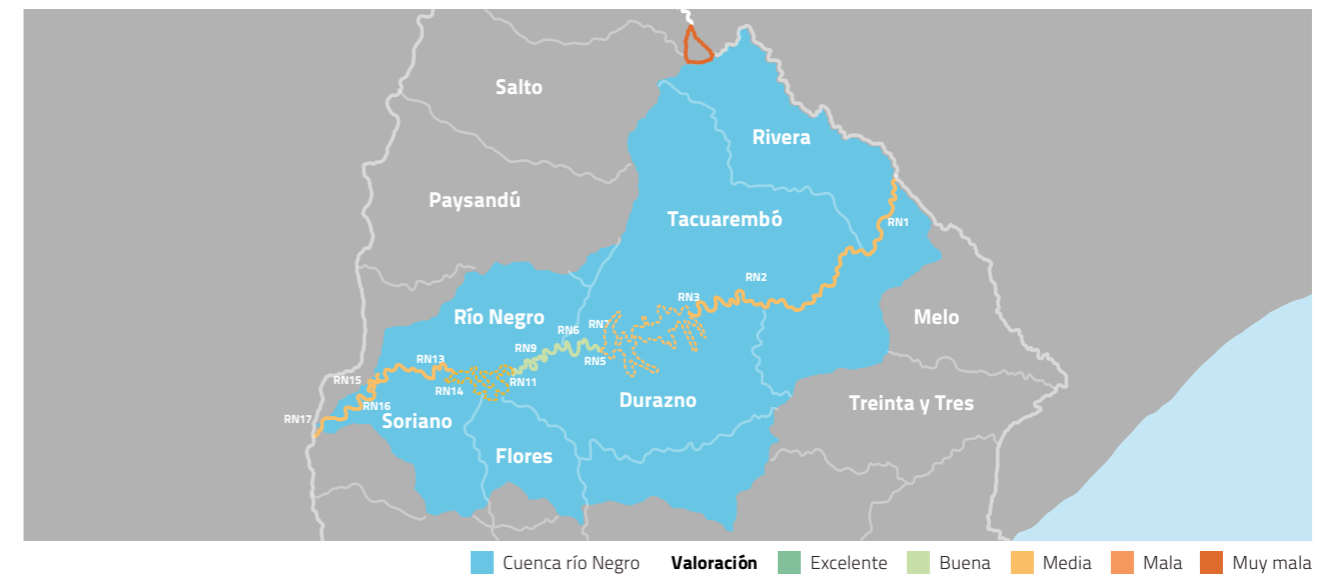 Salto
Rivera
Paysandú
Tacuarembó
RN1
RN2
RN3
Melo
Río Negro
RN7
RN6
RN9
RN5
RN13
RN11
RN15
RN14
Durazno
Treinta y Tres
RN16
RN17
Soriano
Flores
Cuenca río Negro Valoración Excelente Buena Media Mala Muy mala